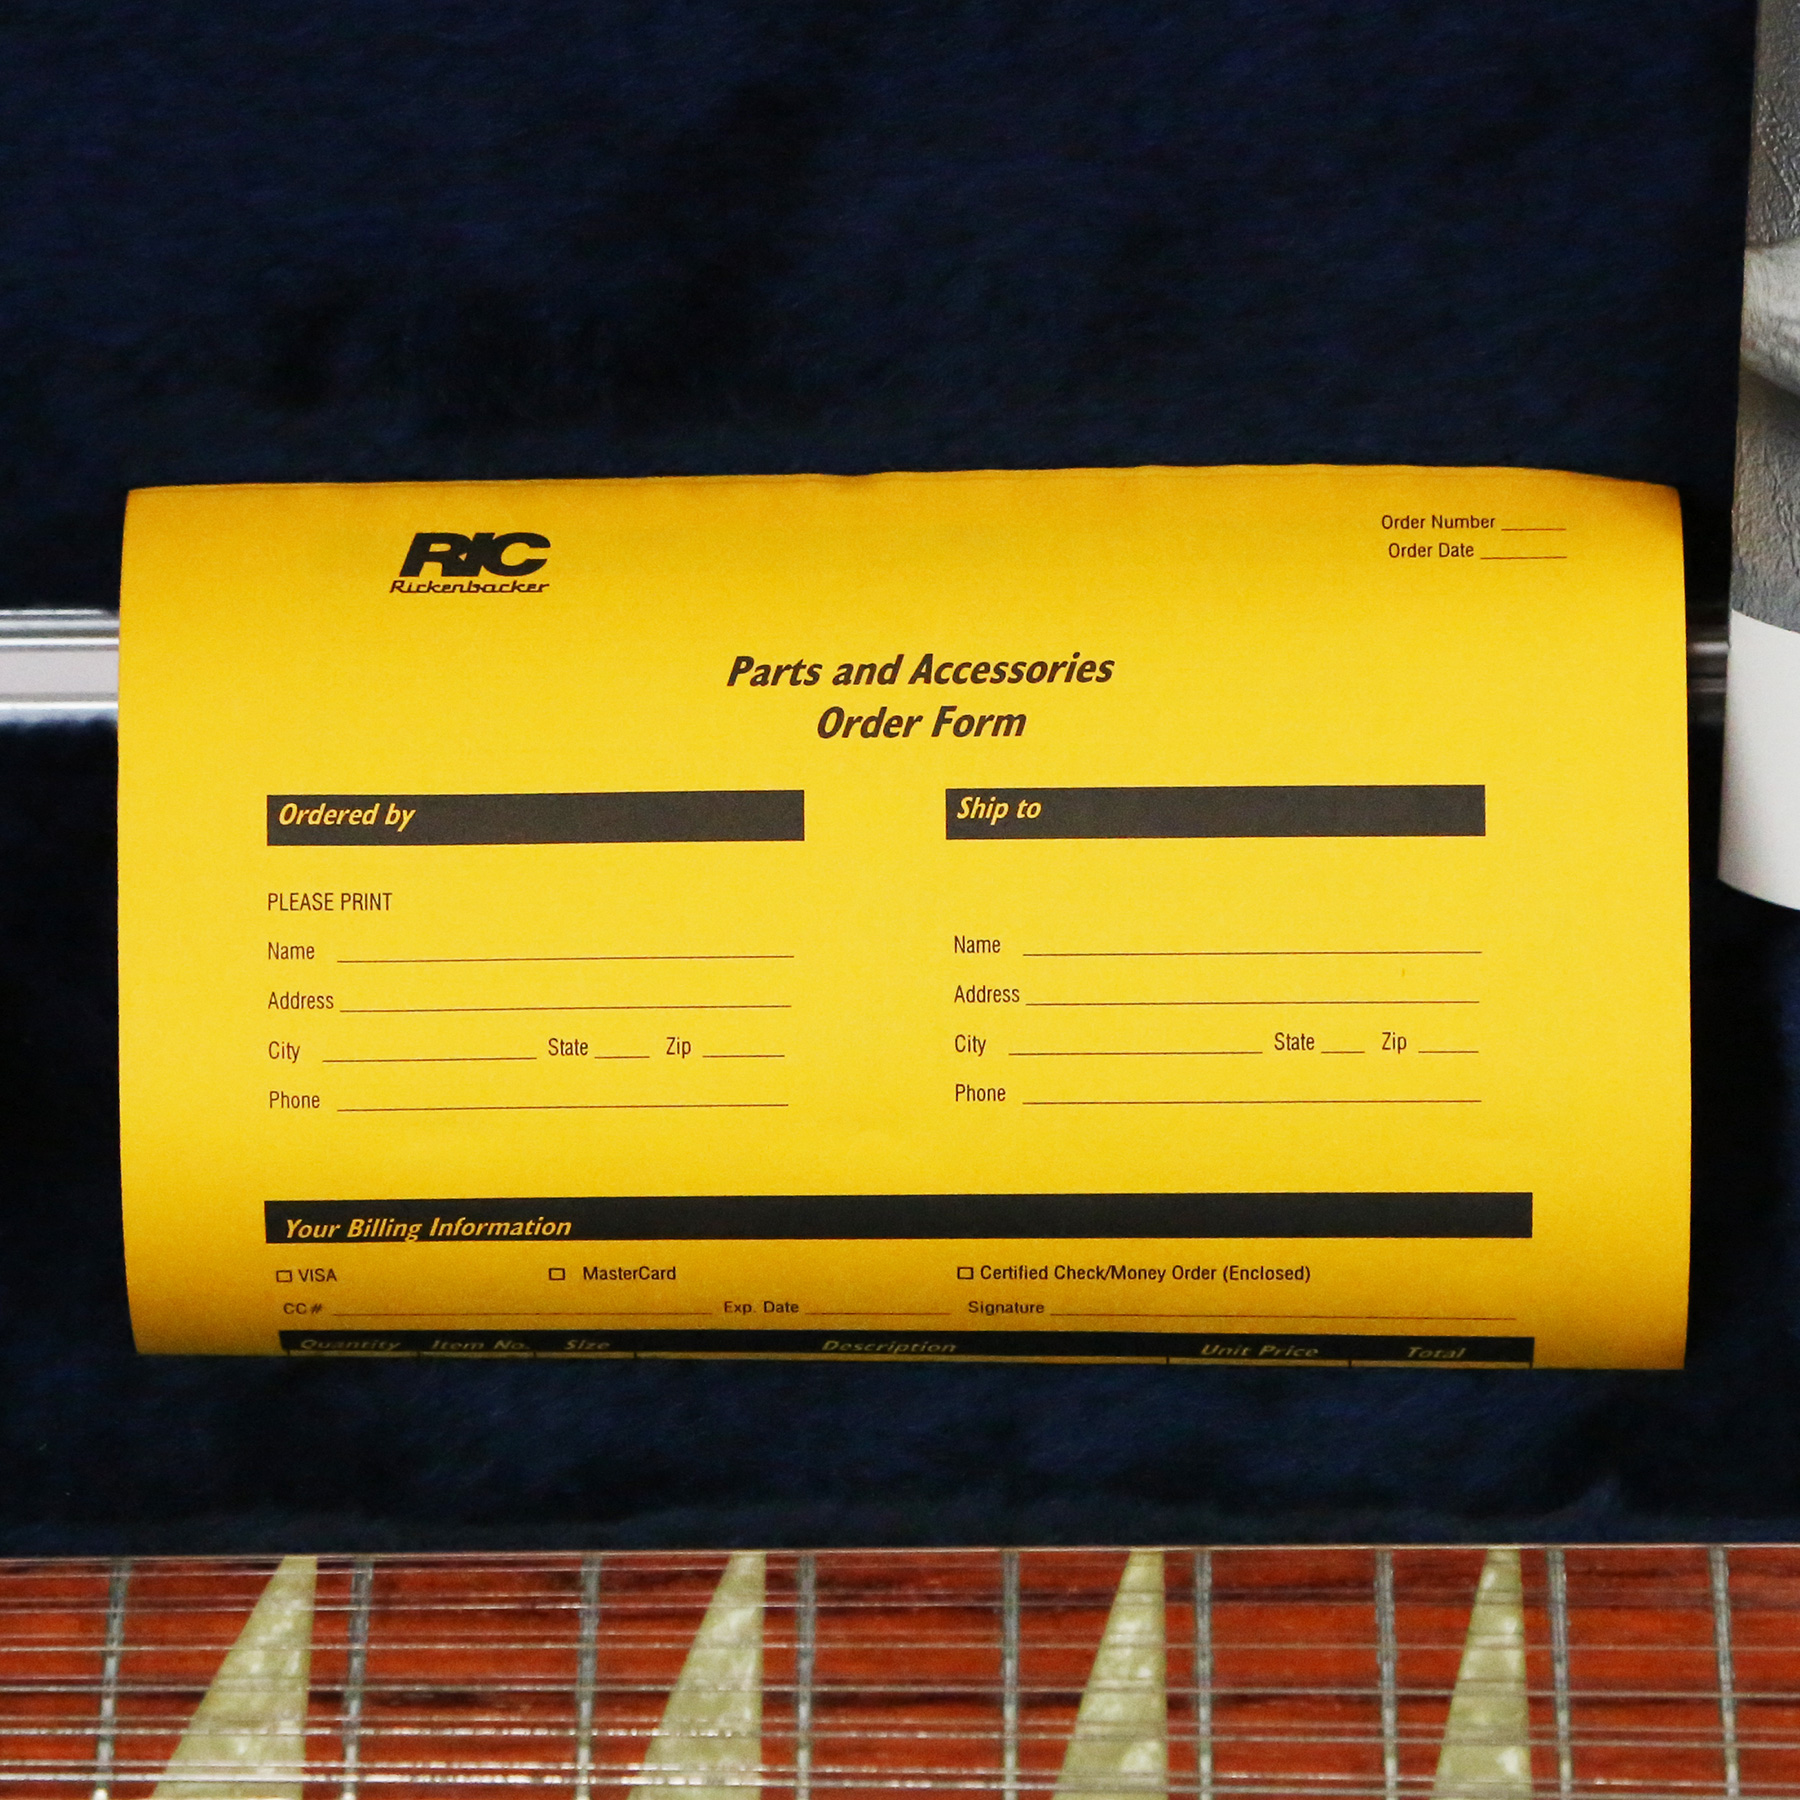 RIC
Rickenbacker
Order Number
Order Date
Parts and Accessories
Order Form
Ordered by
Ship to
PLEASE PRINT
Name
Address
City State Zip
Phone
Name
Address
City State Zip
Phone
Your Billing Information
VISA MasterCard Certified Check/Money Order (Enclosed)
CC# Exp. Date Signature
Quantity Item No. Size Description Unit Price Total